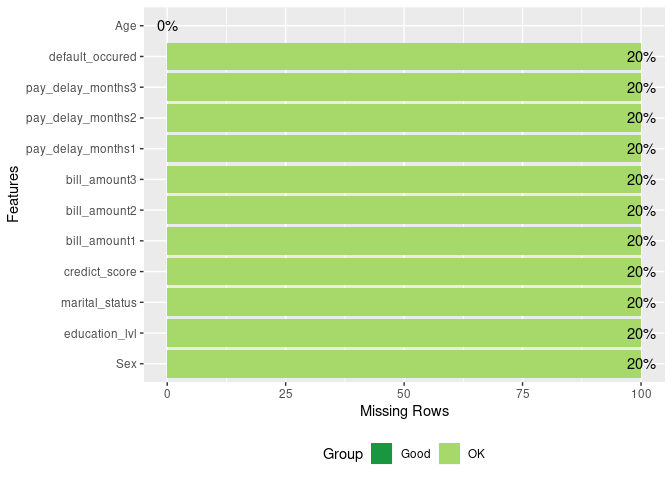 Features
Age 0%
default_occured 20%
pay_delay_months3 20%
pay_delay_months2 20%
pay_delay_months1 20%
bill_amount3 20%
bill_amount2 20%
bill_amount1 20%
credict_score 20%
marital_status 20%
education_lvl 20%
Sex 20%
0 25 50 75 100
Missing Rows
Group Good OK